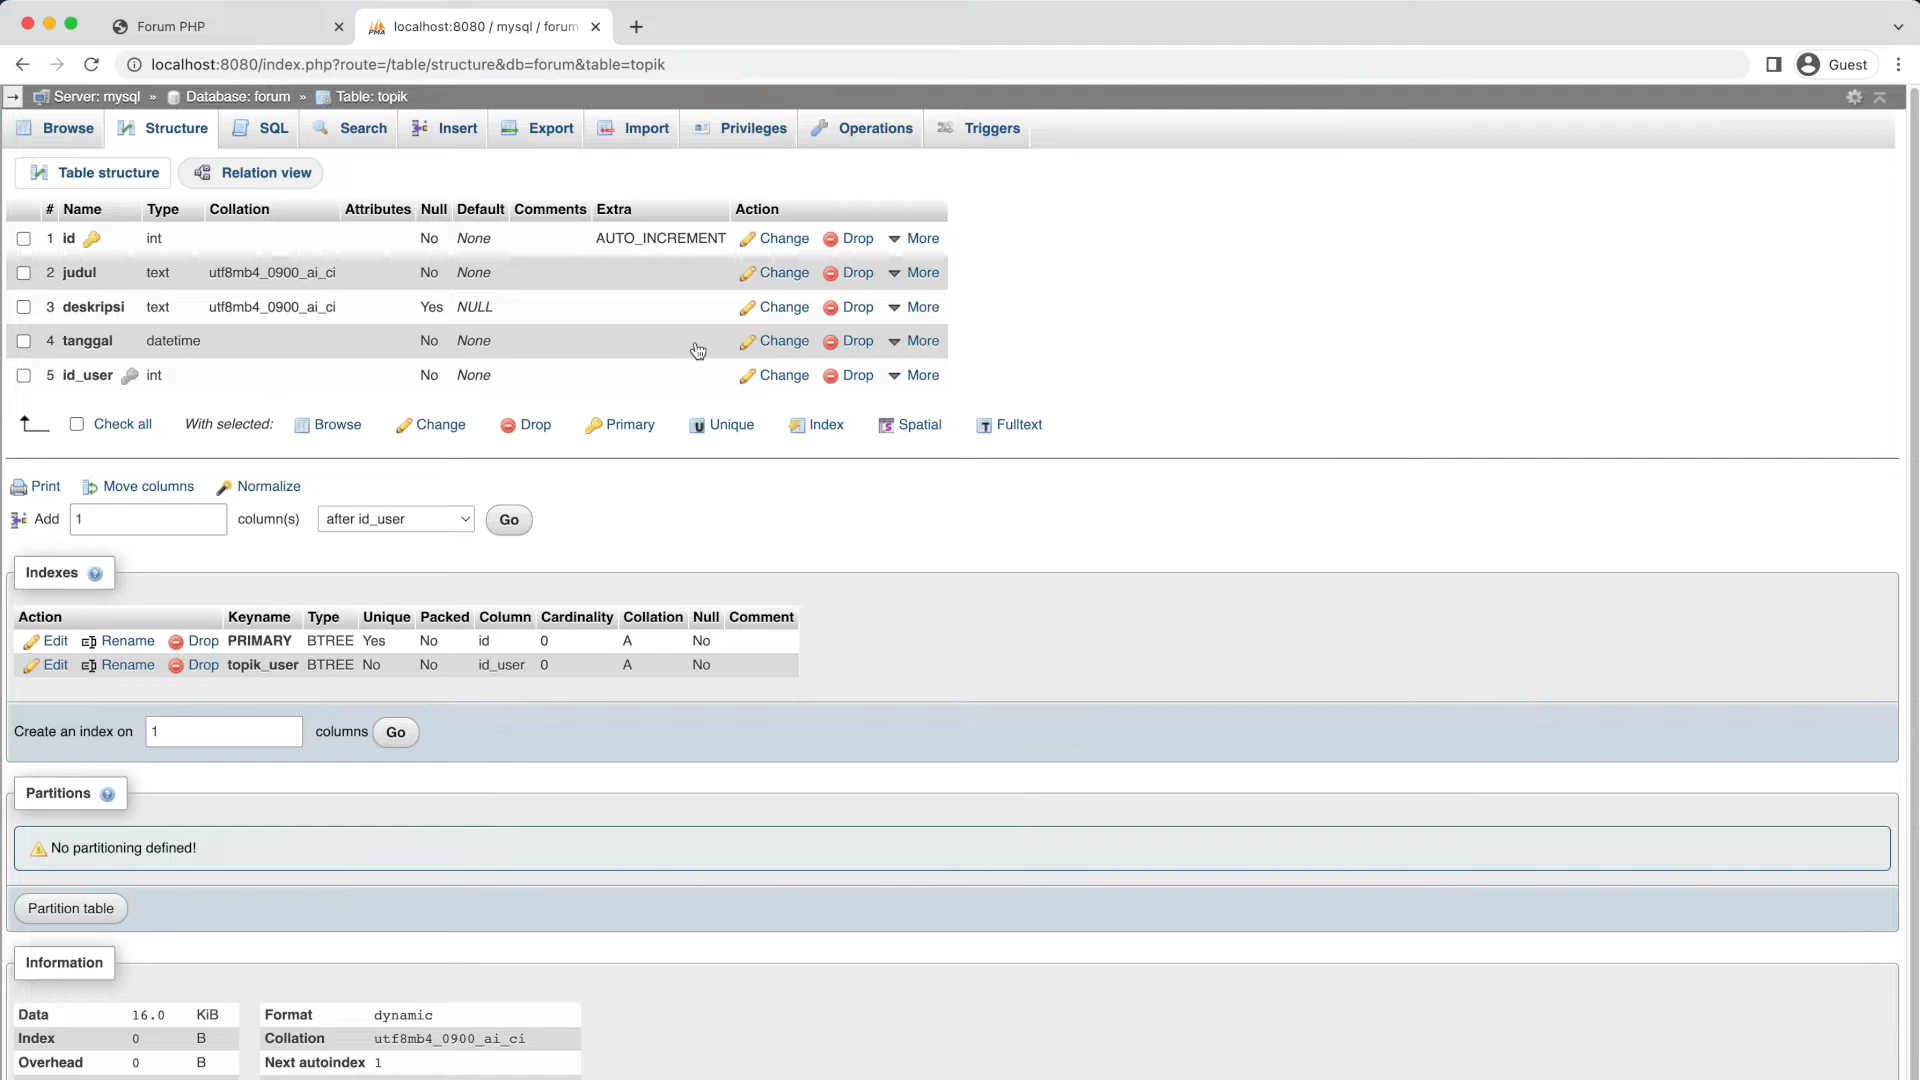 Forum PHP
localhost:8080 / mysql / forum
localhost:8080/index.php?route=/table/structure&db=forum&table=topik
Guest
Server: mysql » Database: forum » Table: topik
Browse Structure SQL Search Insert Export Import Privileges Operations Triggers
Table structure Relation view
# Name Type Collation Attributes Null Default Comments Extra Action
1 id int No None AUTO_INCREMENT Change Drop More
2 judul text utf8mb4_0900_ai_ci No None Change Drop More
3 deskripsi text utf8mb4_0900_ai_ci Yes NULL Change Drop More
4 tanggal datetime No None Change Drop More
5 id_user int No None Change Drop More
Check all With selected: Browse Change Drop Primary Unique Index Spatial Fulltext
Print Move columns Normalize
Add 1 column(s) after id_user Go
Indexes
Action Keyname Type Unique Packed Column Cardinality Collation Null Comment
Edit Rename Drop PRIMARY BTREE Yes No id 0 A No
Edit Rename Drop topik_user BTREE No No id_user 0 A No
Create an index on 1 columns Go
Partitions
No partitioning defined!
Partition table
Information
Data 16.0 KiB Format dynamic
Index 0 B Collation utf8mb4_0900_ai_ci
Overhead 0 B Next autoindex 1